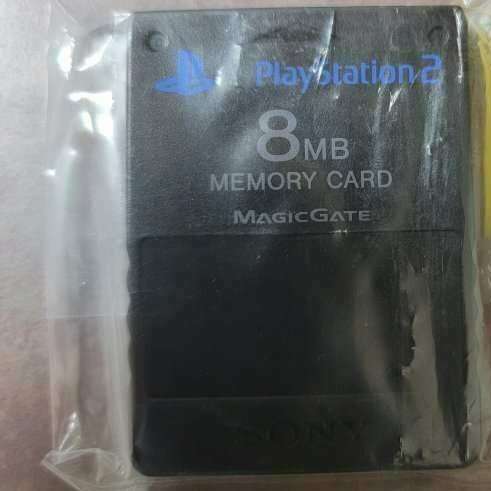 PlayStation 2
8MB
MEMORY CARD
MAGICGATE
SONY